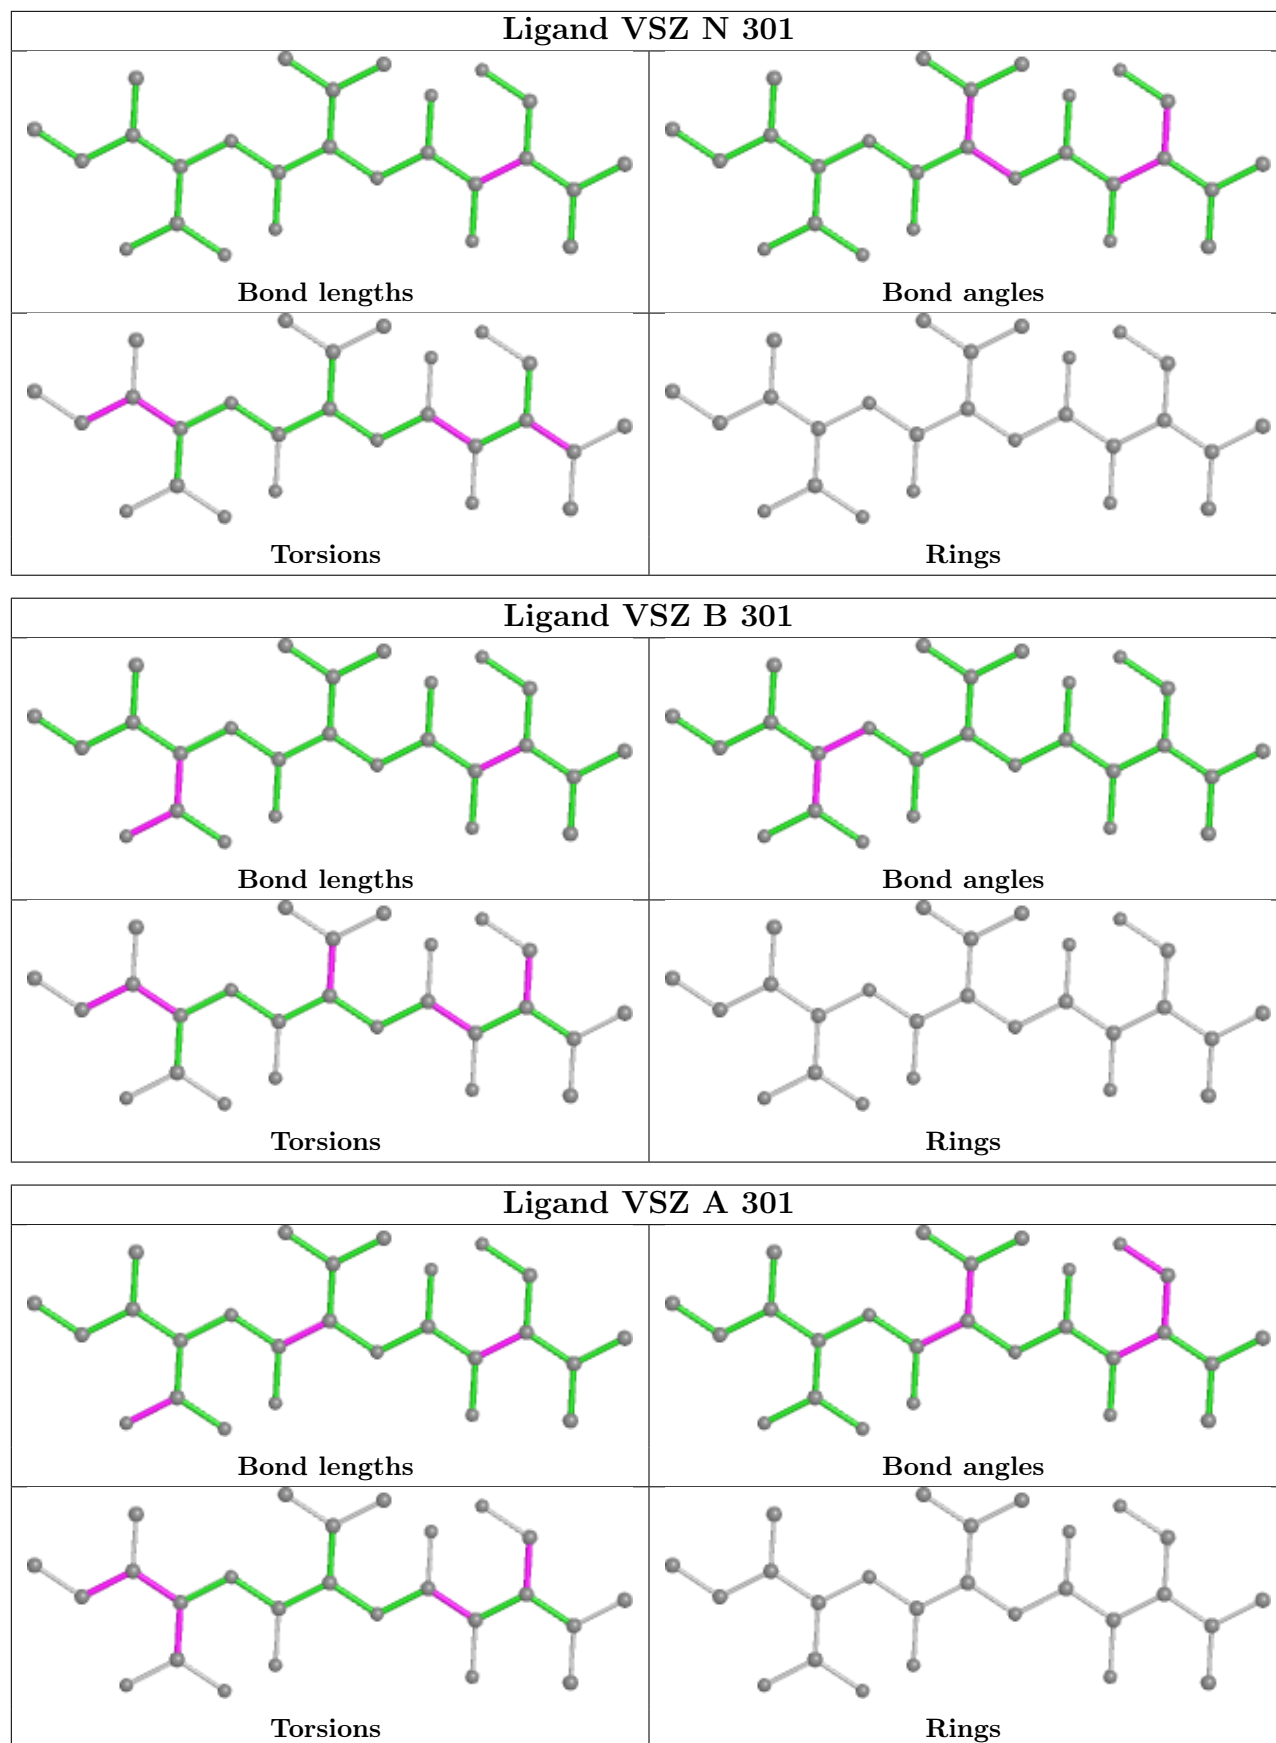 Ligand VSZ N 301
Bond lengths
Bond angles
Torsions
Rings
Ligand VSZ B 301
Bond lengths
Bond angles
Torsions
Rings
Ligand VSZ A 301
Bond lengths
Bond angles
Torsions
Rings